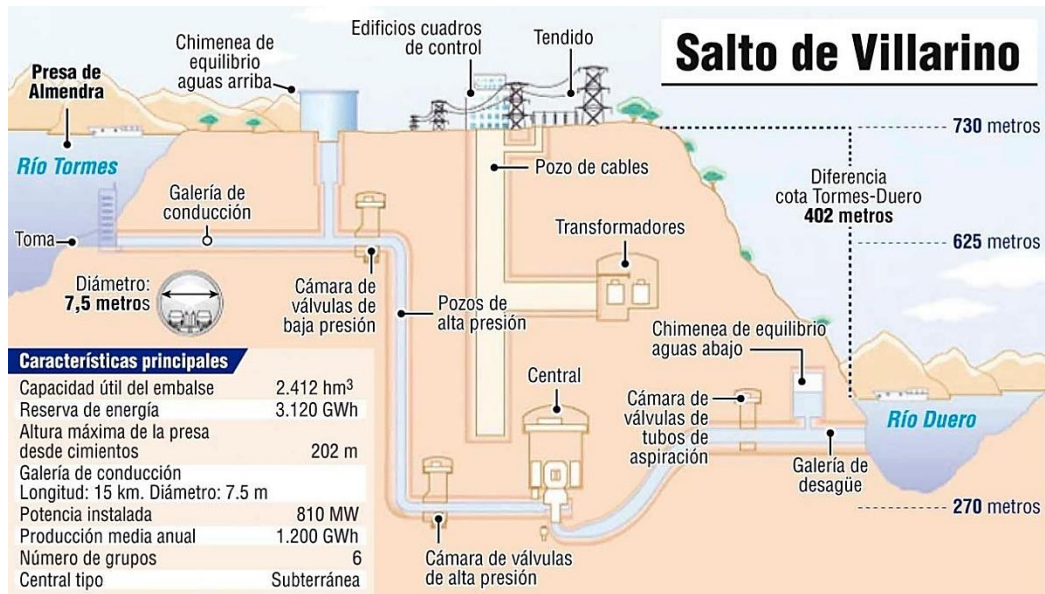 Salto de Villarino
Presa de
Almendra
Río Tormes
Toma
Chimenea de
equilibrio
aguas arriba
Edificios cuadros
de control
Tendido
Galería de
conducción
Diámetro:
7,5 metros
Cámara de
válvulas de
baja presión
Pozos de
alta presión
Pozo de cables
Transformadores
Central
Cámara de válvulas
de alta presión
Chimenea de equilibrio
aguas abajo
Cámara de
válvulas de
tubos de
aspiración
Galería de
desagüe
Río Duero
Diferencia
cota Tormes-Duero
402 metros
730 metros
625 metros
270 metros
Características principales
Capacidad útil del embalse 2.412 hm³
Reserva de energía 3.120 GWh
Altura máxima de la presa
desde cimientos 202 m
Galería de conducción
Longitud: 15 km. Diámetro: 7.5 m
Potencia instalada 810 MW
Producción media anual 1.200 GWh
Número de grupos 6
Central tipo Subterránea